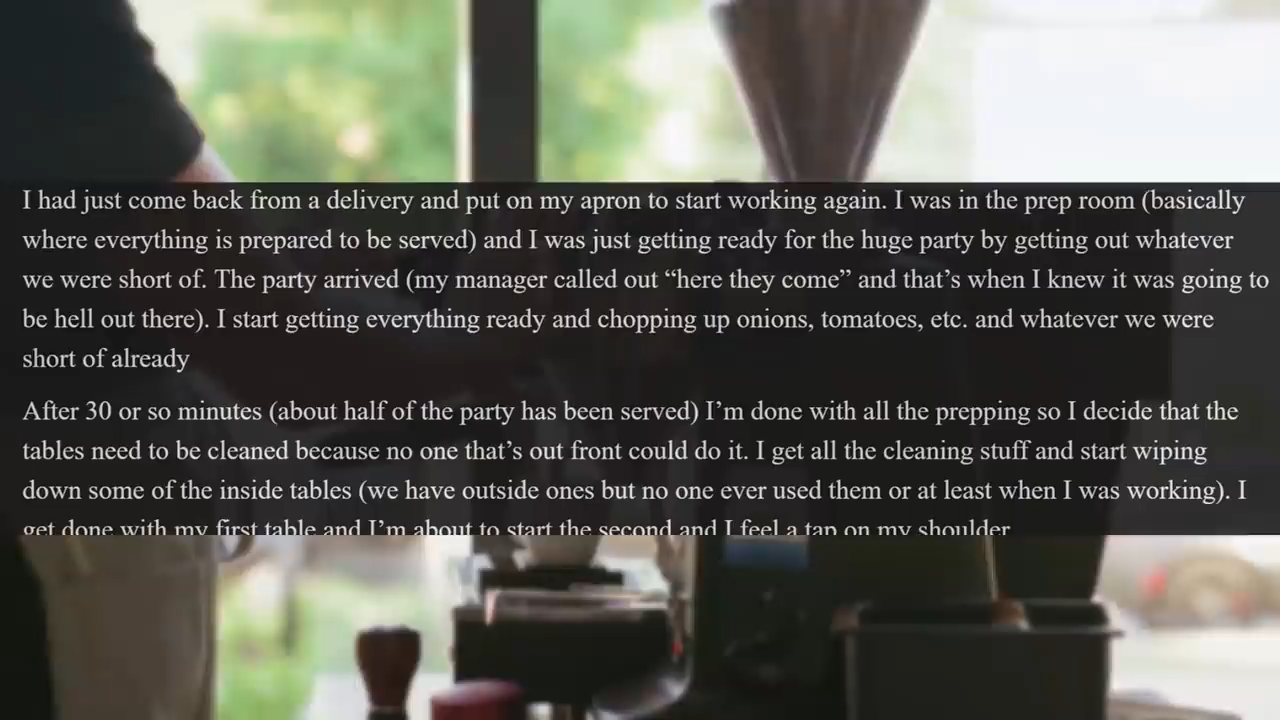 I had just come back from a delivery and put on my apron to start working again. I was in the prep room (basically
where everything is prepared to be served) and I was just getting ready for the huge party by getting out whatever
we were short of. The party arrived (my manager called out “here they come” and that’s when I knew it was going to
be hell out there). I start getting everything ready and chopping up onions, tomatoes, etc. and whatever we were
short of already
After 30 or so minutes (about half of the party has been served) I’m done with all the prepping so I decide that the
tables need to be cleaned because no one that’s out front could do it. I get all the cleaning stuff and start wiping
down some of the inside tables (we have outside ones but no one ever used them or at least when I was working). I
get done with my first table and I’m about to start the second and I feel a tap on my shoulder